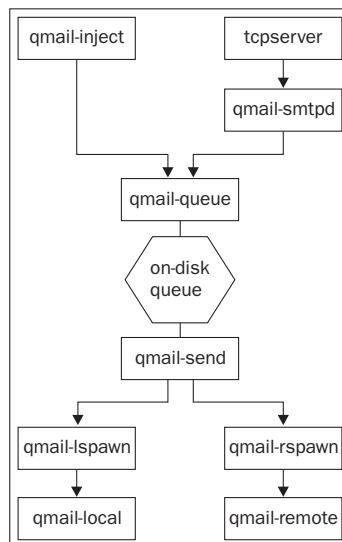 qmail-inject
tcpserver
qmail-smtpd
qmail-queue
on-disk
queue
qmail-send
qmail-lspawn
qmail-rspawn
qmail-local
qmail-remote